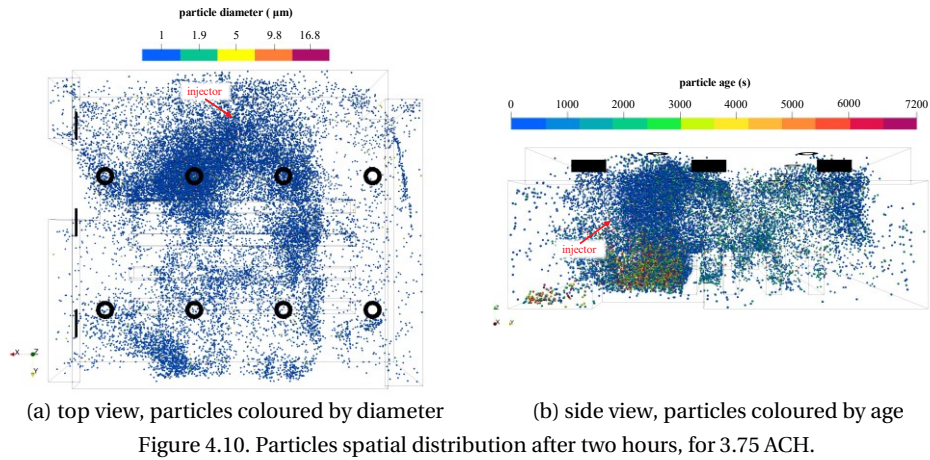 particle diameter ( µm)
1 1.9 5 9.8 16.8
injector
X Z
Y
(a) top view, particles coloured by diameter
particle age (s)
0 1000 2000 3000 4000 5000 6000 7200
injector
X Y
(b) side view, particles coloured by age
Figure 4.10. Particles spatial distribution after two hours, for 3.75 ACH.